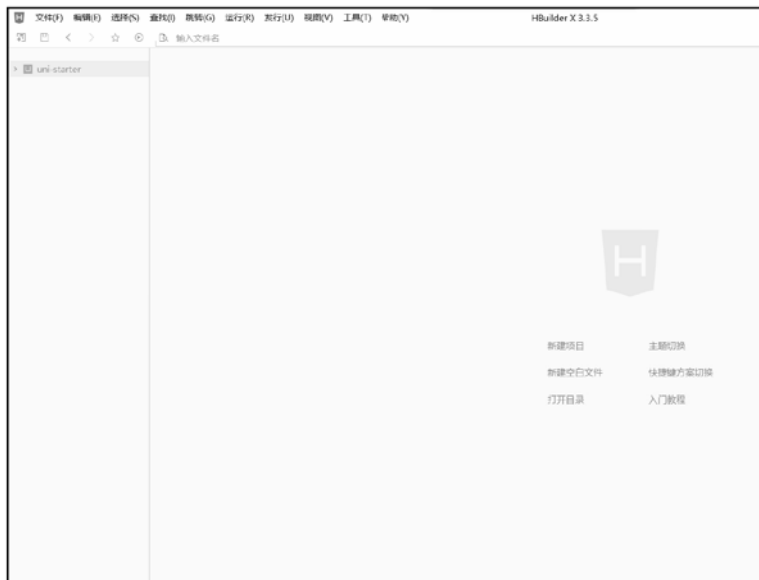 文件(F) 编辑(E) 选择(S) 查找(I) 跳转(G) 运行(R) 发行(U) 视图(V) 工具(T) 帮助(Y) HBuilder X 3.3.5
输入文件名
uni-starter
H
新建项目 主题切换
新建空白文件 快捷键方案切换
打开目录 入门教程